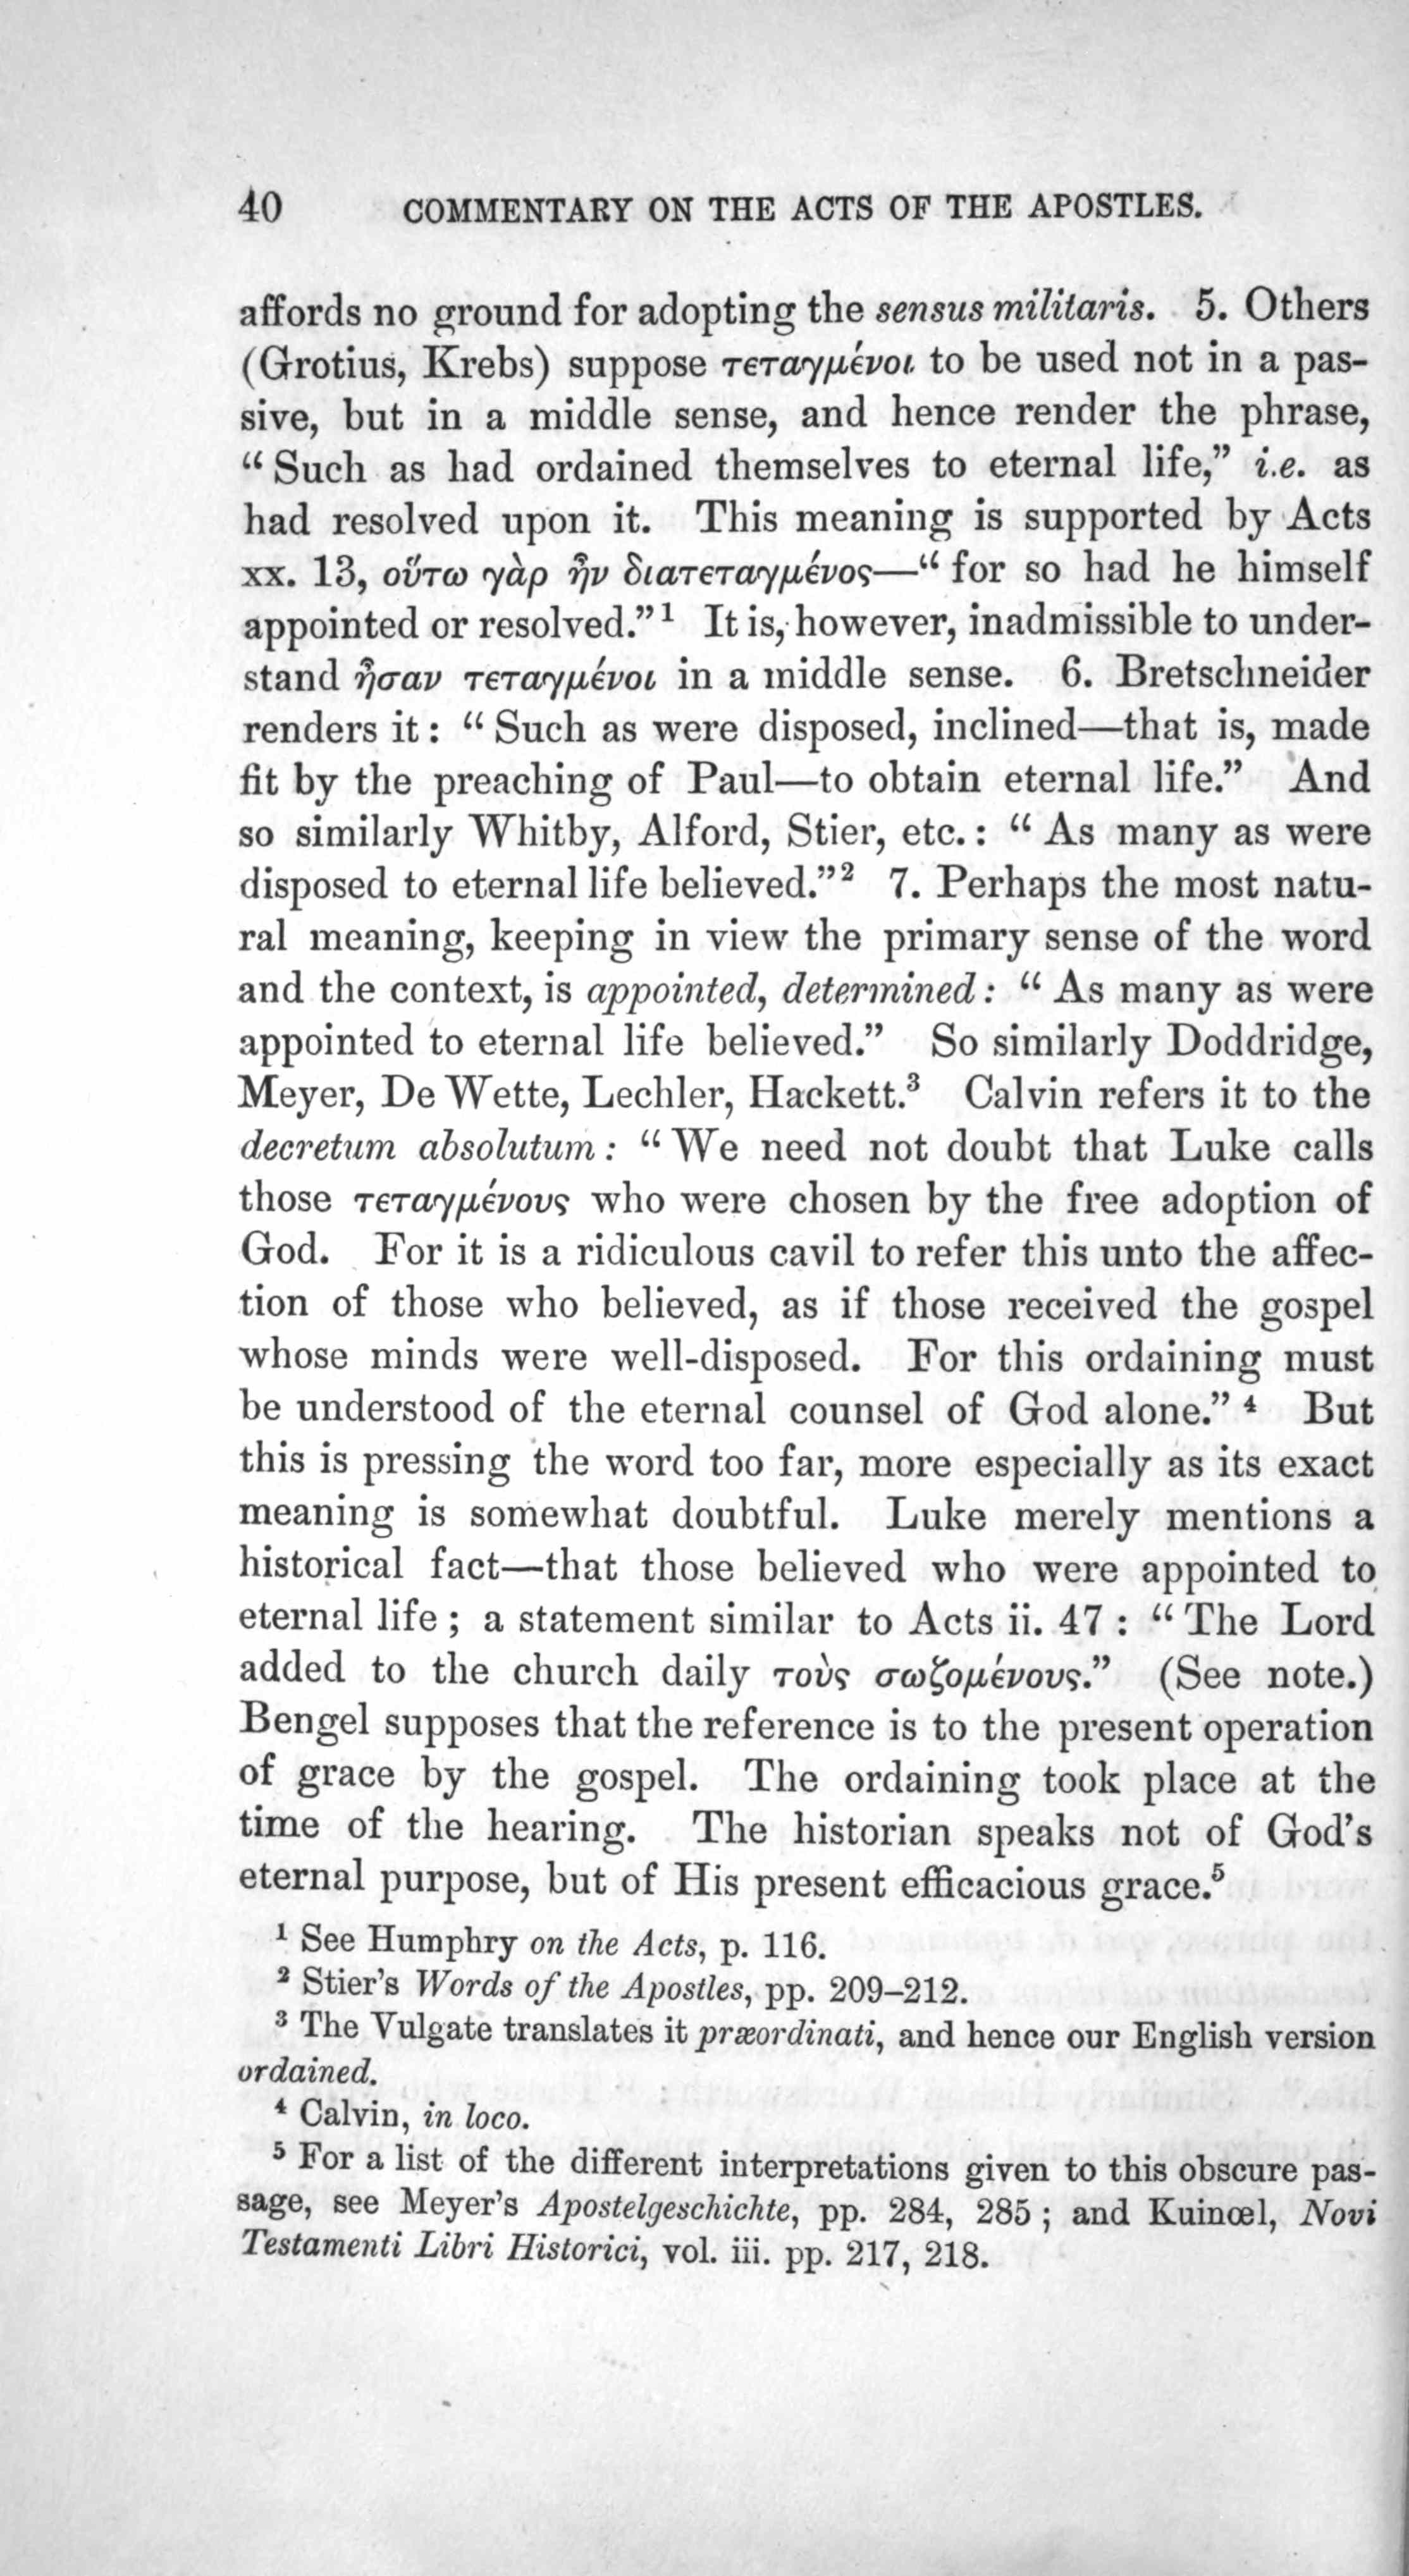 40 COMMENTARY ON THE ACTS OF THE APOSTLES.
affords no ground for adopting the sensus militaris. 5. Others
(Grotius, Krebs) suppose τεταγμένοι to be used not in a pas-
sive, but in a middle sense, and hence render the phrase,
“Such as had ordained themselves to eternal life,” i.e. as
had resolved upon it. This meaning is supported by Acts
xx. 13, οὕτω γὰρ ἦν διατεταγμένος—“for so had he himself
appointed or resolved.”¹ It is, however, inadmissible to under-
stand ἦσαν τεταγμένοι in a middle sense. 6. Bretschneider
renders it: “Such as were disposed, inclined—that is, made
fit by the preaching of Paul—to obtain eternal life.” And
so similarly Whitby, Alford, Stier, etc.: “As many as were
disposed to eternal life believed.”² 7. Perhaps the most natu-
ral meaning, keeping in view the primary sense of the word
and the context, is appointed, determined: “As many as were
appointed to eternal life believed.” So similarly Doddridge,
Meyer, De Wette, Lechler, Hackett.³ Calvin refers it to the
decretum absolutum: “We need not doubt that Luke calls
those τεταγμένους who were chosen by the free adoption of
God. For it is a ridiculous cavil to refer this unto the affec-
tion of those who believed, as if those received the gospel
whose minds were well-disposed. For this ordaining must
be understood of the eternal counsel of God alone.”⁴ But
this is pressing the word too far, more especially as its exact
meaning is somewhat doubtful. Luke merely mentions a
historical fact—that those believed who were appointed to
eternal life; a statement similar to Acts ii. 47: “The Lord
added to the church daily τοὺς σωζομένους.” (See note.)
Bengel supposes that the reference is to the present operation
of grace by the gospel. The ordaining took place at the
time of the hearing. The historian speaks not of God’s
eternal purpose, but of His present efficacious grace.⁵
¹ See Humphry on the Acts, p. 116.
² Stier’s Words of the Apostles, pp. 209–212.
³ The Vulgate translates it præordinati, and hence our English version
ordained.
⁴ Calvin, in loco.
⁵ For a list of the different interpretations given to this obscure pas-
sage, see Meyer’s Apostelgeschichte, pp. 284, 285; and Kuinœl, Novi
Testamenti Libri Historici, vol. iii. pp. 217, 218.